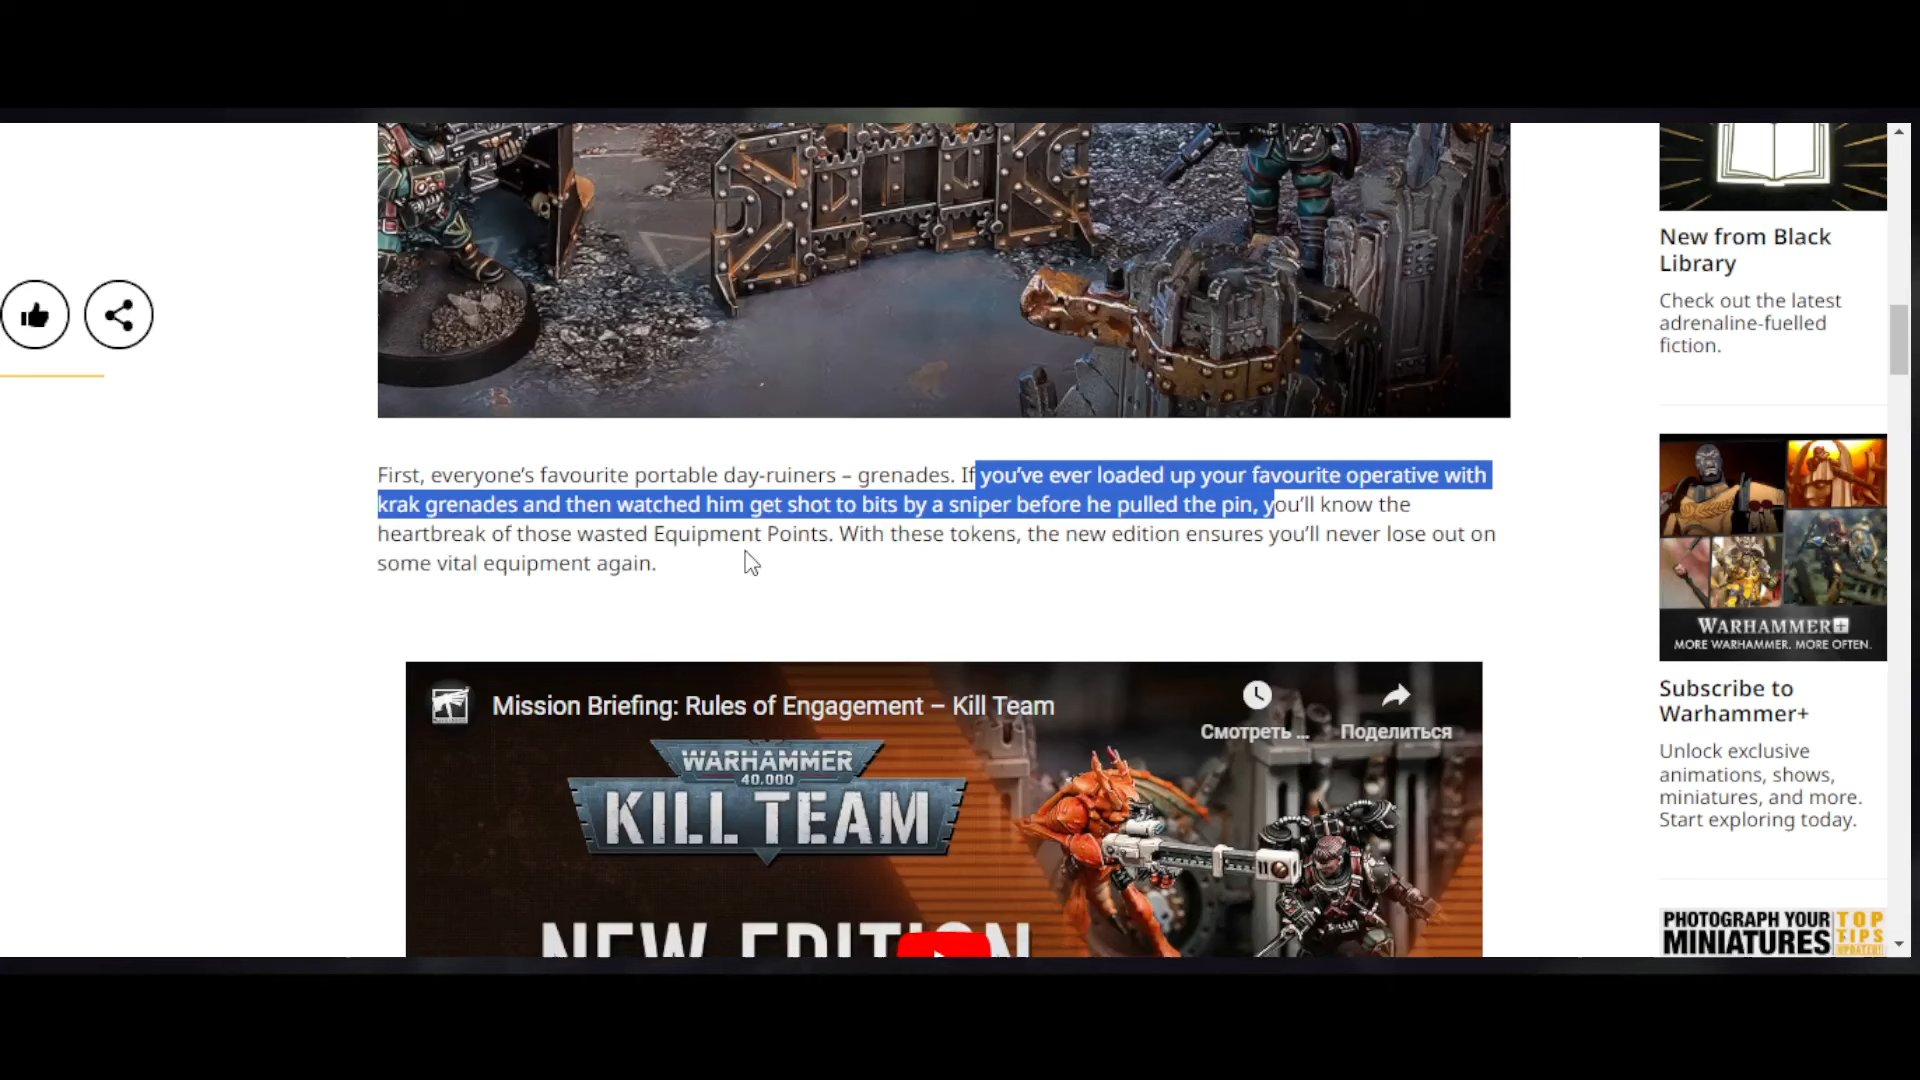 First, everyone's favourite portable day-ruiners – grenades. If you've ever loaded up your favourite operative with
krak grenades and then watched him get shot to bits by a sniper before he pulled the pin, you'll know the
heartbreak of those wasted Equipment Points. With these tokens, the new edition ensures you'll never lose out on
some vital equipment again.
Mission Briefing: Rules of Engagement – Kill Team
Смотреть ...
Поделиться
WARHAMMER
40.000
KILL TEAM
NEW EDITION
New from Black
Library
Check out the latest
adrenaline-fuelled
fiction.
WARHAMMER+
MORE WARHAMMER. MORE OFTEN.
Subscribe to
Warhammer+
Unlock exclusive
animations, shows,
miniatures, and more.
Start exploring today.
PHOTOGRAPH YOUR
MINIATURES
TOP
TIPS
UPDATED!